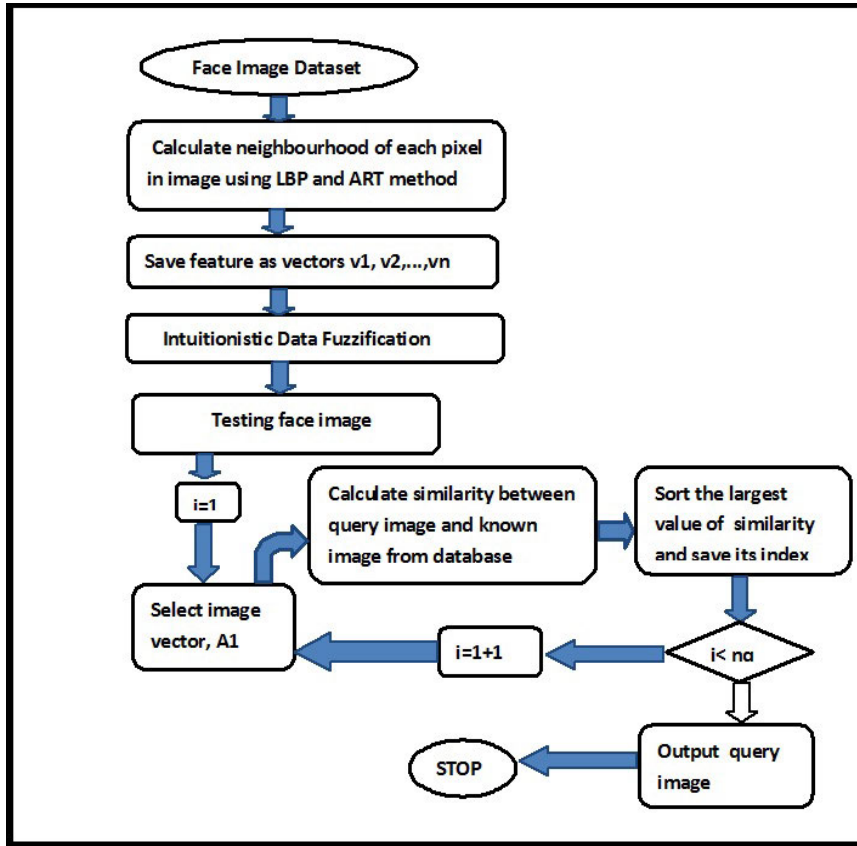 Face Image Dataset
Calculate neighbourhood of each pixel
in image using LBP and ART method
Save feature as vectors v1, v2,...,vn
Intuitionistic Data Fuzzification
Testing face image
i=1
Select image
vector, A1
Calculate similarity between
query image and known
image from database
Sort the largest
value of similarity
and save its index
i< nq
i=1+1
Output query
image
STOP